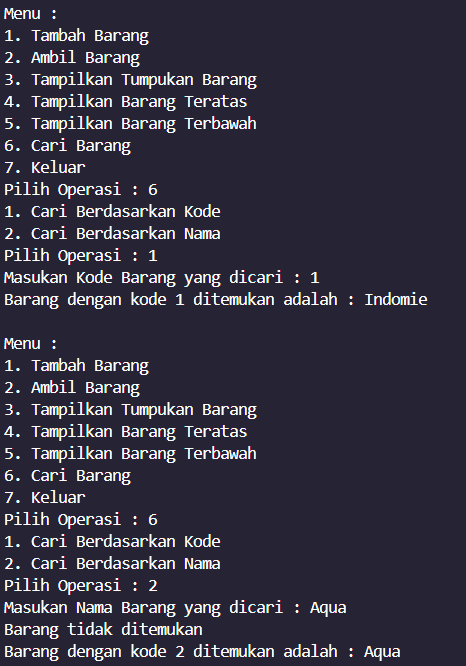 Menu :
1. Tambah Barang
2. Ambil Barang
3. Tampilkan Tumpukan Barang
4. Tampilkan Barang Teratas
5. Tampilkan Barang Terbawah
6. Cari Barang
7. Keluar
Pilih Operasi : 6
1. Cari Berdasarkan Kode
2. Cari Berdasarkan Nama
Pilih Operasi : 1
Masukan Kode Barang yang dicari : 1
Barang dengan kode 1 ditemukan adalah : Indomie
Menu :
1. Tambah Barang
2. Ambil Barang
3. Tampilkan Tumpukan Barang
4. Tampilkan Barang Teratas
5. Tampilkan Barang Terbawah
6. Cari Barang
7. Keluar
Pilih Operasi : 6
1. Cari Berdasarkan Kode
2. Cari Berdasarkan Nama
Pilih Operasi : 2
Masukan Nama Barang yang dicari : Aqua
Barang tidak ditemukan
Barang dengan kode 2 ditemukan adalah : Aqua